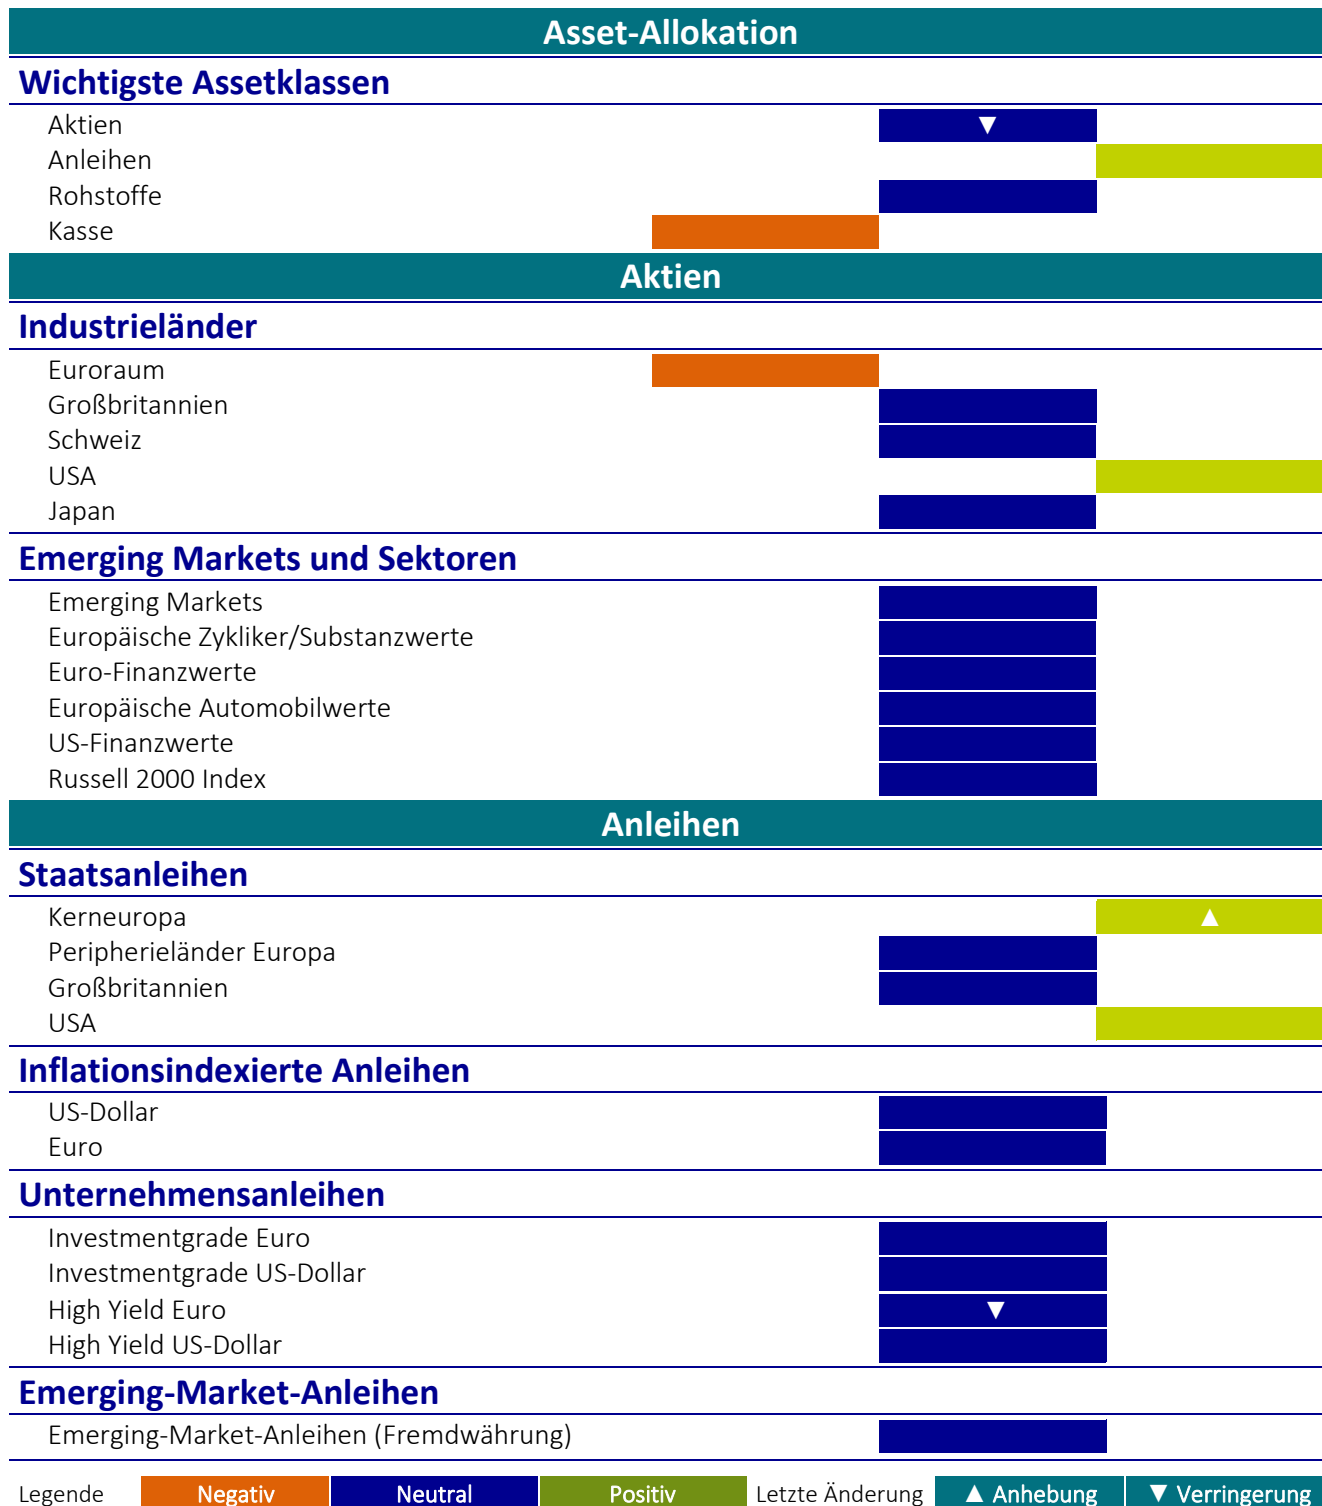 Asset-Allokation
Wichtigste Assetklassen
Aktien ▼
Anleihen
Rohstoffe
Kasse
Aktien
Industrieländer
Euroraum
Großbritannien
Schweiz
USA
Japan
Emerging Markets und Sektoren
Emerging Markets
Europäische Zykliker/Substanzwerte
Euro-Finanzwerte
Europäische Automobilwerte
US-Finanzwerte
Russell 2000 Index
Anleihen
Staatsanleihen
Kerneuropa ▲
Peripherieländer Europa
Großbritannien
USA
Inflationsindexierte Anleihen
US-Dollar
Euro
Unternehmensanleihen
Investmentgrade Euro
Investmentgrade US-Dollar
High Yield Euro ▼
High Yield US-Dollar
Emerging-Market-Anleihen
Emerging-Market-Anleihen (Fremdwährung)
Legende Negativ Neutral Positiv Letzte Änderung ▲ Anhebung ▼ Verringerung